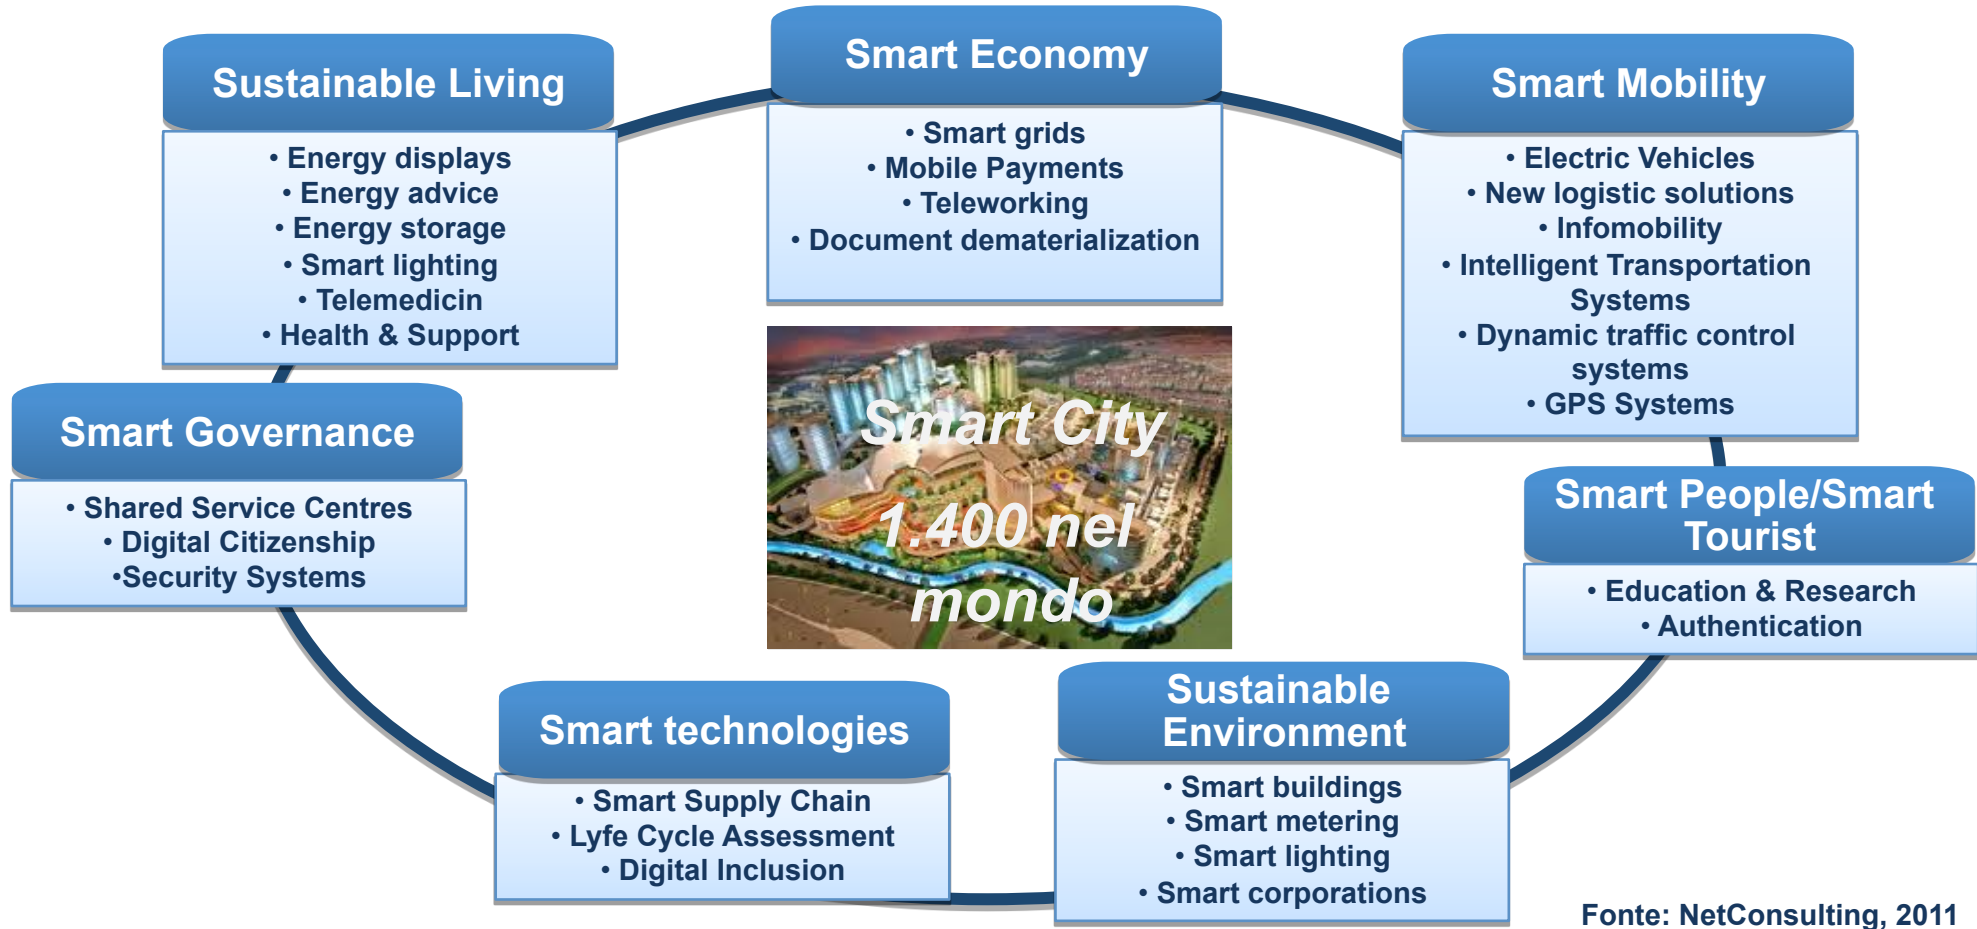 Sustainable Living
• Energy displays
• Energy advice
• Energy storage
• Smart lighting
• Telemedicin
• Health & Support
Smart Economy
• Smart grids
• Mobile Payments
• Teleworking
• Document dematerialization
Smart Mobility
• Electric Vehicles
• New logistic solutions
• Infomobility
• Intelligent Transportation
Systems
• Dynamic traffic control
systems
• GPS Systems
Smart Governance
• Shared Service Centres
• Digital Citizenship
•Security Systems
Smart City
1.400 nel
mondo
Smart People/Smart
Tourist
• Education & Research
• Authentication
Smart technologies
• Smart Supply Chain
• Lyfe Cycle Assessment
• Digital Inclusion
Sustainable
Environment
• Smart buildings
• Smart metering
• Smart lighting
• Smart corporations
Fonte: NetConsulting, 2011